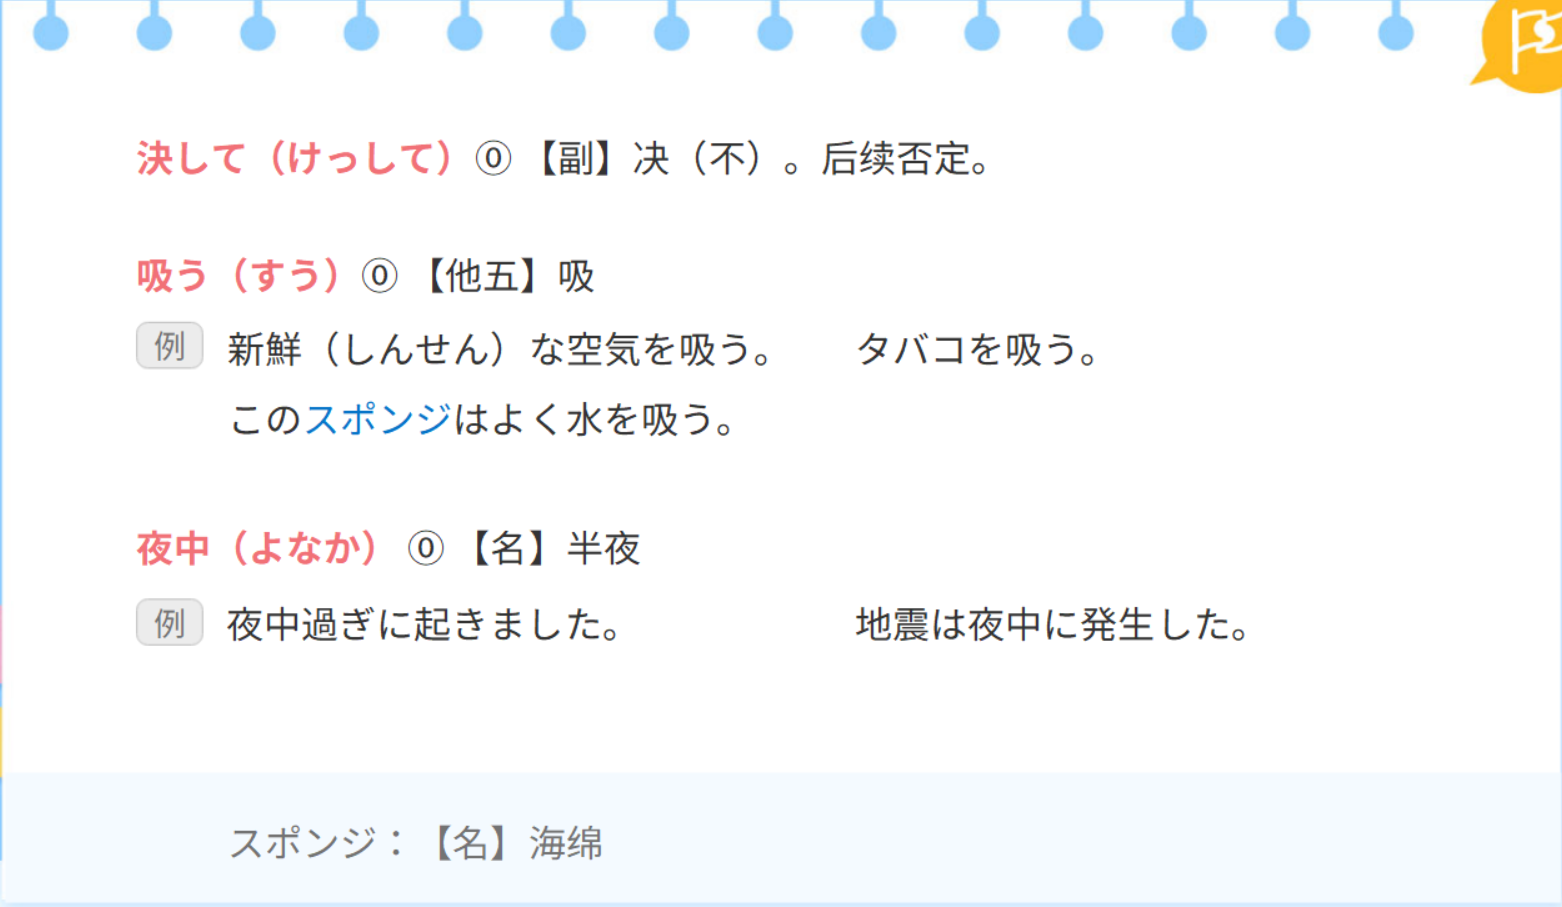 決して（けっして）⓪【副】决（不）。后续否定。
吸う（すう）⓪【他五】吸
例 新鮮（しんせん）な空気を吸う。 タバコを吸う。
このスポンジはよく水を吸う。
夜中（よなか）⓪【名】半夜
例 夜中過ぎに起きました。 地震は夜中に発生した。
スポンジ：【名】海绵